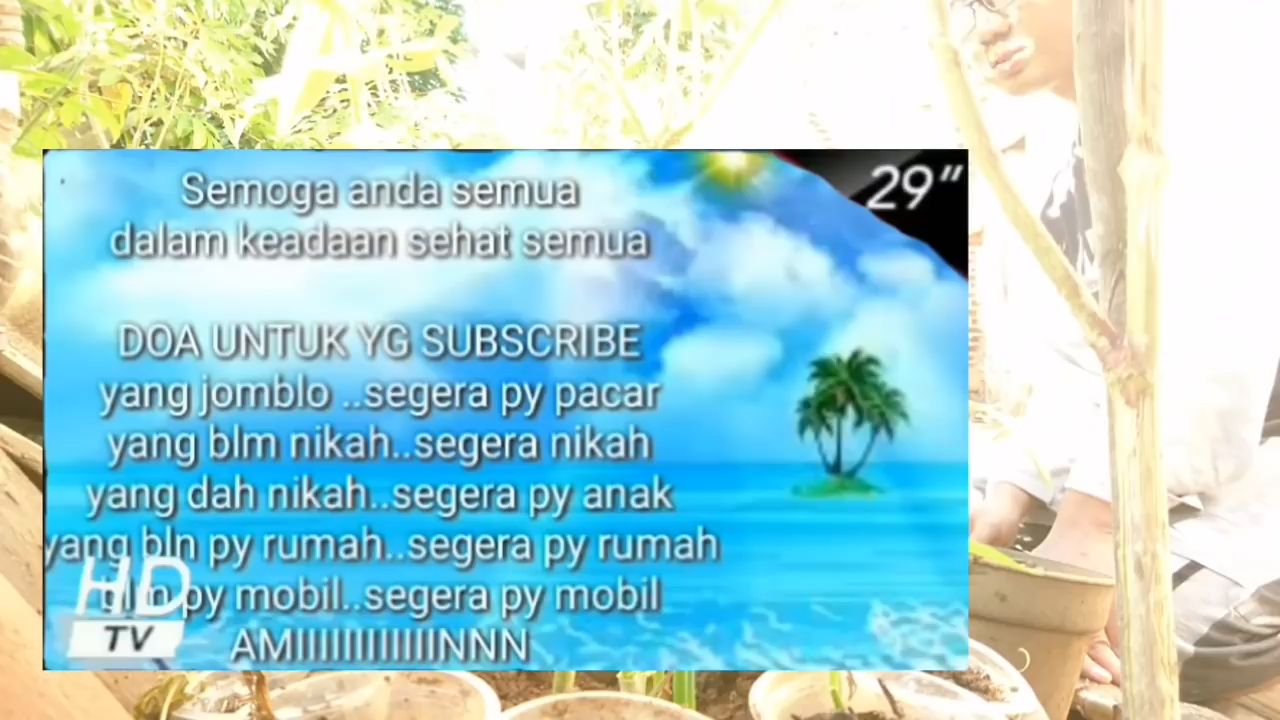 Semoga anda semua
29"
dalam keadaan sehat semua
DOA UNTUK YG SUBSCRIBE
yang jomblo ..segera py pacar
yang blm nikah..segera nikah
yang dah nikah..segera py anak
yang bln py rumah..segera py rumah
blm py mobil..segera py mobil
AMIIIIIIIIIIIIINNN
HD
TV